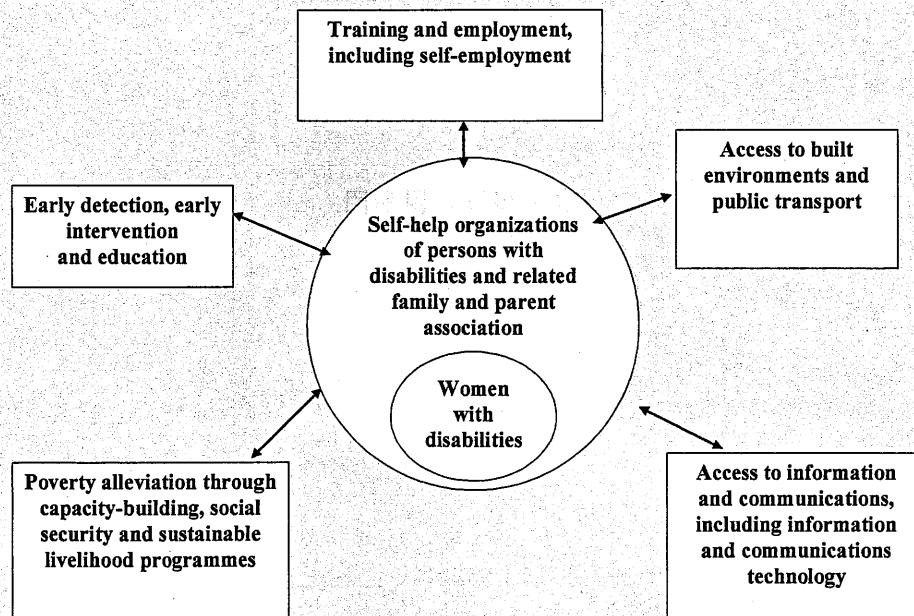 Training and employment,
including self-employment
Access to built
environments and
public transport
Early detection, early
intervention
and education
Self-help organizations
of persons with
disabilities and related
family and parent
association
Women
with
disabilities
Poverty alleviation through
capacity-building, social
security and sustainable
livelihood programmes
Access to information
and communications,
including information
and communications
technology